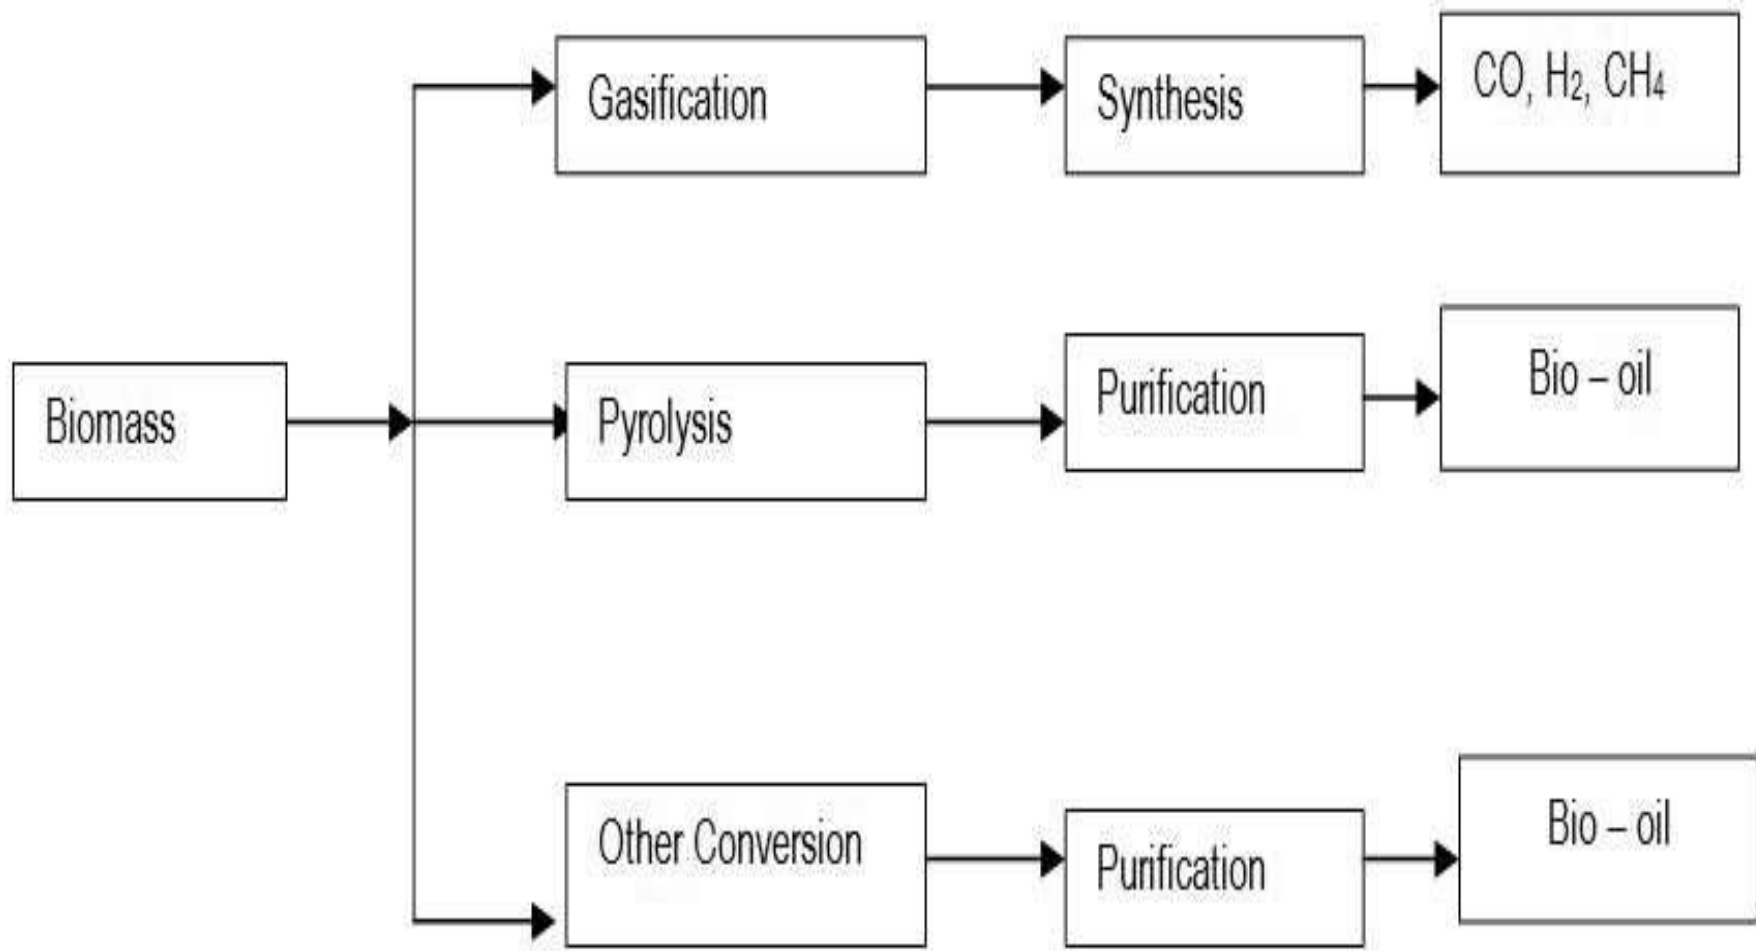 Gasification
Synthesis
CO, H₂, CH₄
Biomass
Pyrolysis
Purification
Bio – oil
Other Conversion
Purification
Bio – oil